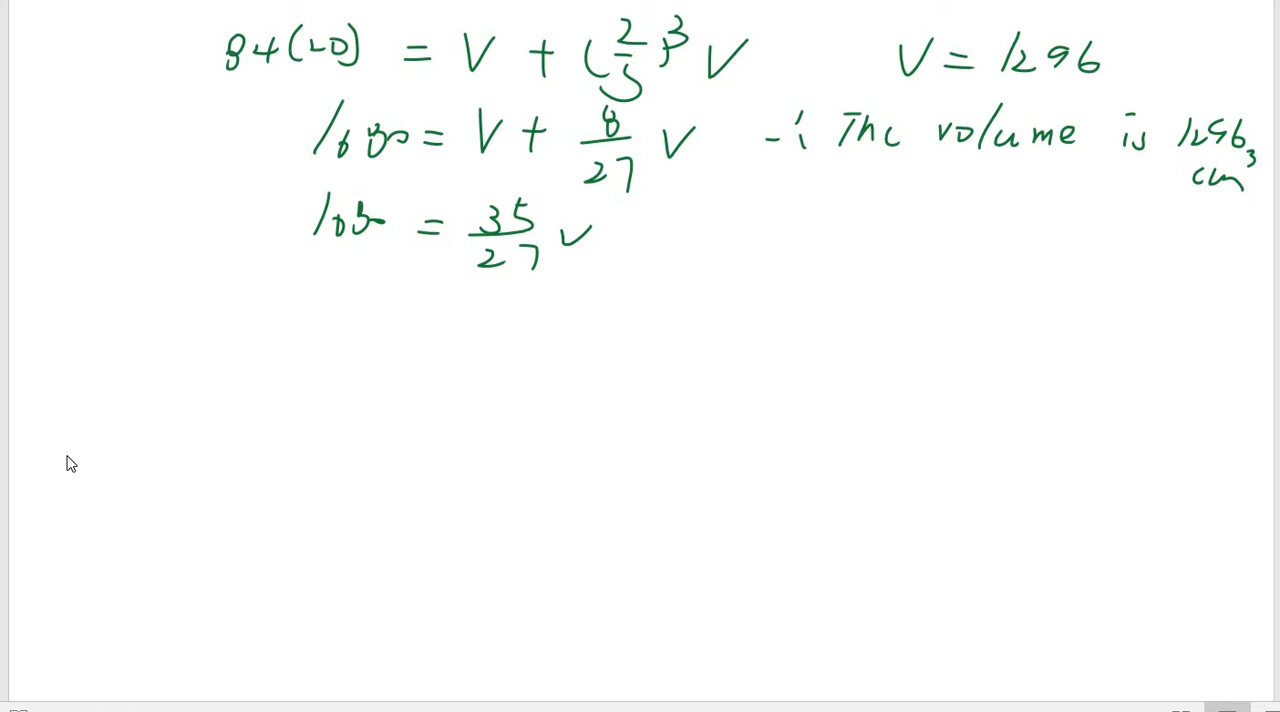 84(20) = V + (2/3)³ V
1680 = V + 8/27 V
1680 = 35/27 V
V = 1296
∴ The volume is 1296 cm³